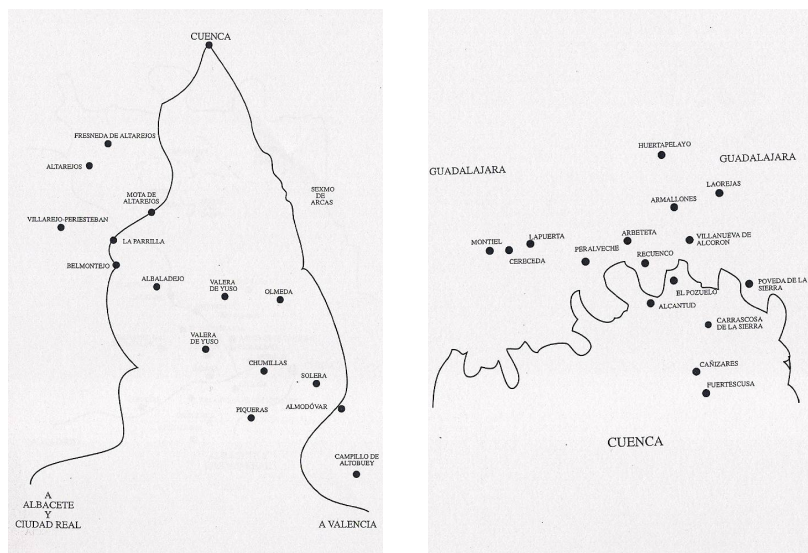 CUENCA
FRESNEDA DE ALTAREJOS
ALTAREJOS
SEIXMO
DE
ARCAS
MOTA DE
ALTAREJOS
VILLAREJO-PERIESTEBAN
LA PARRILLA
BELMONTEJO
ALBALADEJO
VALERA
DE YUSO
OLMEDA
VALERA
DE YUSO
CHUMILLAS
SOLERA
PIQUERAS
ALMODÓVAR
CAMPILLO DE
ALTOBUEY
A
ALBACETE
Y
CIUDAD REAL
A VALENCIA
HUERTAPELAYO
GUADALAJARA
GUADALAJARA
LAOREJAS
ARMALLONES
MONTIEL
LAPUERTA
CERECEDA
PERALVECHE
ARBETETA
RECUENCO
VILLANUEVA DE
ALCORON
EL POZUELO
POVEDA DE LA
SIERRA
ALCANTUD
CARRASCOSA
DE LA SIERRA
CAÑIZARES
FUERTESCUSA
CUENCA